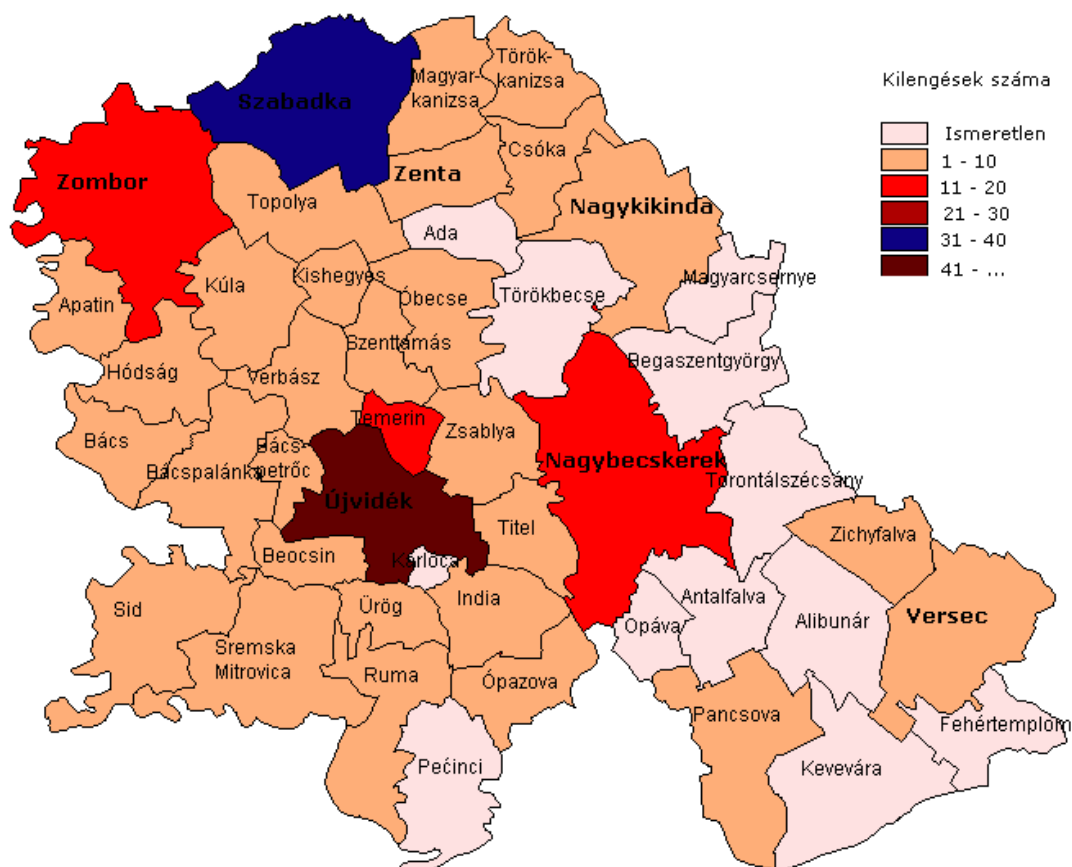 Kilengések száma
Ismeretlen
1 - 10
11 - 20
21 - 30
31 - 40
41 - ...
Szabadka
Magyar-
kanizsa
Török-
kanizsa
Zombor
Topolya
Zenta
Csóka
Nagykikinda
Ada
Apatin
Kúla
Kishegyes
Óbecse
Törökbecse
Magyarcsernye
Hódság
Verbász
Szenttamás
Begaszentgyörgy
Bács
Bácspalánka
Bács-
petrőc
Temerin
Zsablya
Nagybecskerek
Torontálszécsány
Újvidék
Beocsin
Karlóca
Titel
Zichyfalva
Sid
Sremska
Mitrovica
Ürög
India
Opáva
Antalfalva
Alibunár
Versec
Ruma
Ópazova
Pancsova
Fehértemplom
Pećinci
Kevevára